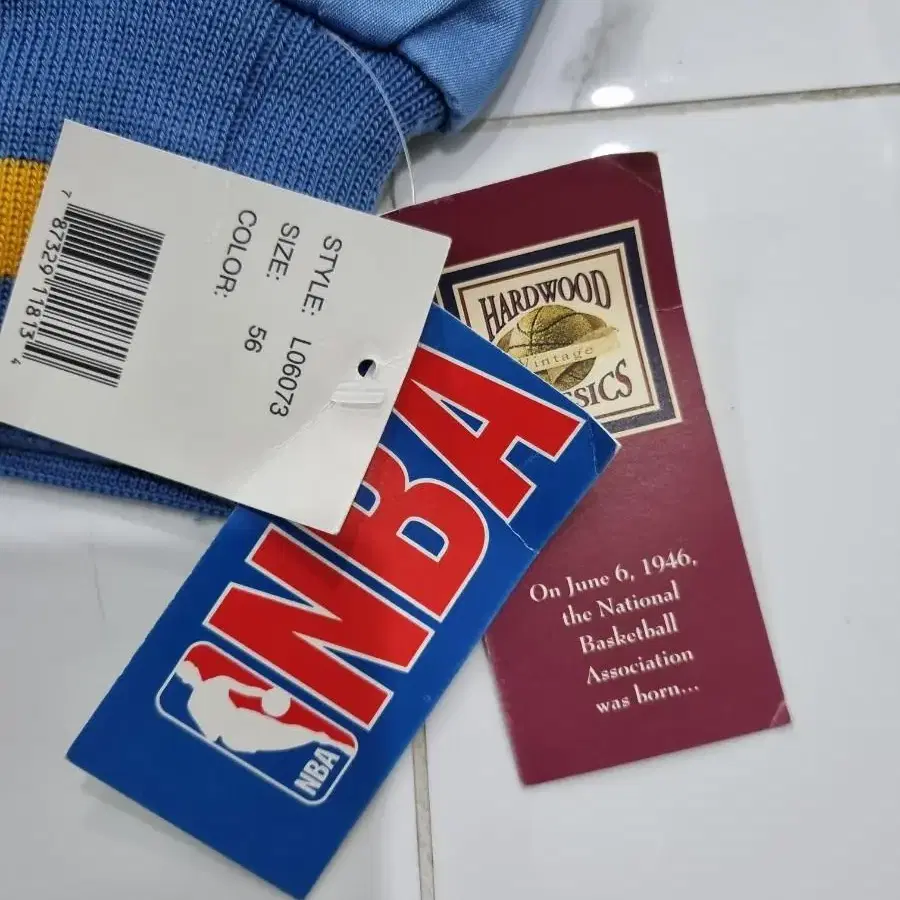 STYLE: L06073
SIZE: 56
COLOR:
7 87329 11813 4
NBA
NBA
HARDWOOD
Vintage
On June 6, 1946,
the National
Basketball
Association
was born...